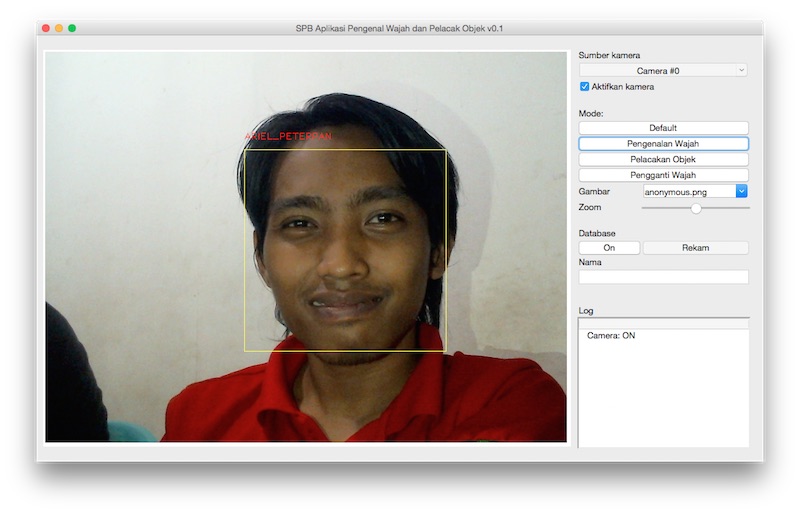 SPB Aplikasi Pengenal Wajah dan Pelacak Objek v0.1
ARIEL_PETERPAN
Sumber kamera
Camera #0
Aktifkan kamera
Mode:
Default
Pengenalan Wajah
Pelacakan Objek
Pengganti Wajah
Gambar anonymous.png
Zoom
Database
On Rekam
Nama
Log
Camera: ON